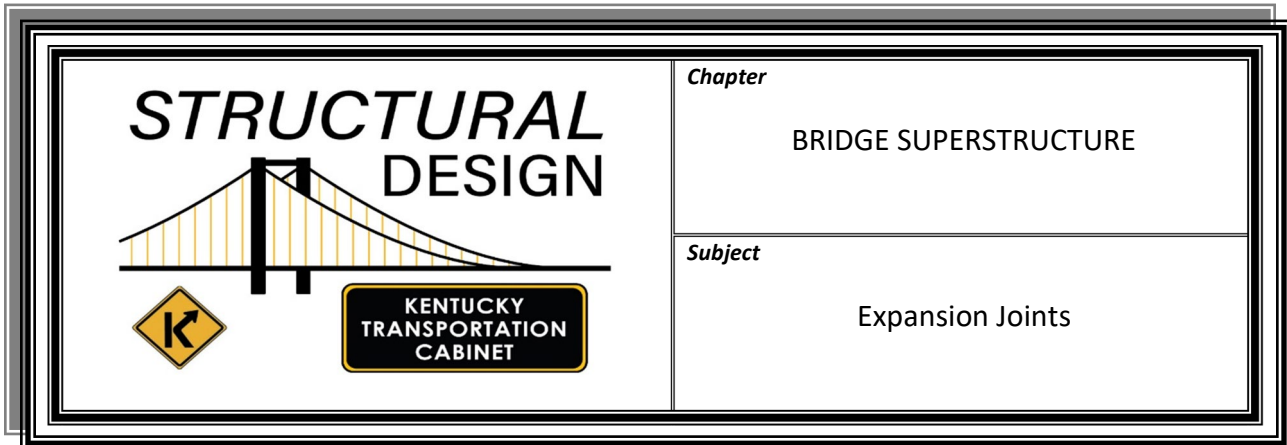 STRUCTURAL
DESIGN
K
KENTUCKY
TRANSPORTATION
CABINET
Chapter
BRIDGE SUPERSTRUCTURE
Subject
Expansion Joints